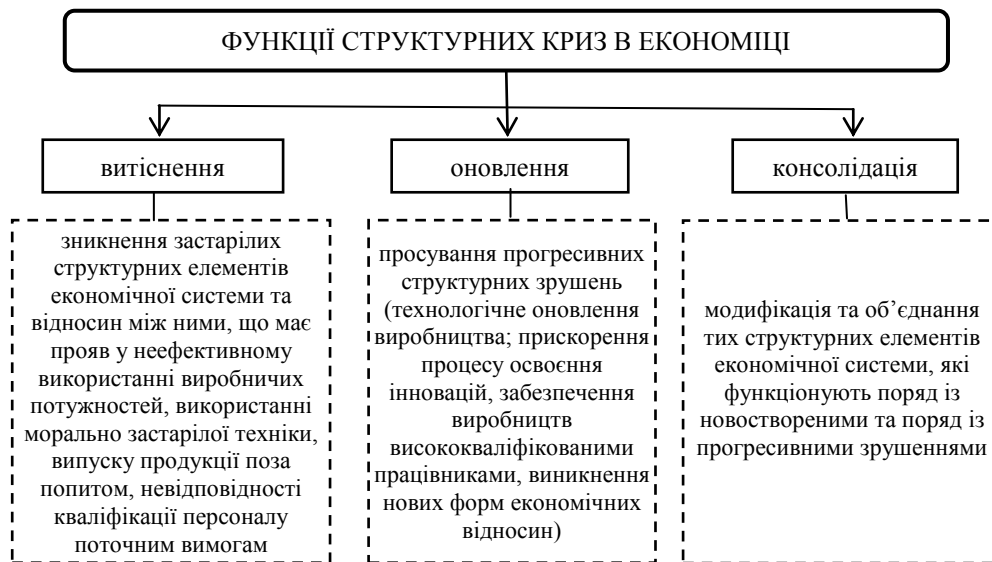 ФУНКЦІЇ СТРУКТУРНИХ КРИЗ В ЕКОНОМІЦІ
витіснення
оновлення
консолідація
зникнення застарілих
структурних елементів
економічної системи та
відносин між ними, що має
прояв у неефективному
використанні виробничих
потужностей, використанні
морально застарілої техніки,
випуску продукції поза
попитом, невідповідності
кваліфікації персоналу
поточним вимогам
просування прогресивних
структурних зрушень
(технологічне оновлення
виробництва; прискорення
процесу освоєння
інновацій, забезпечення
виробництв
висококваліфікованими
працівниками, виникнення
нових форм економічних
відносин)
модифікація та об’єднання
тих структурних елементів
економічної системи, які
функціонують поряд із
новоствореними та поряд із
прогресивними зрушеннями